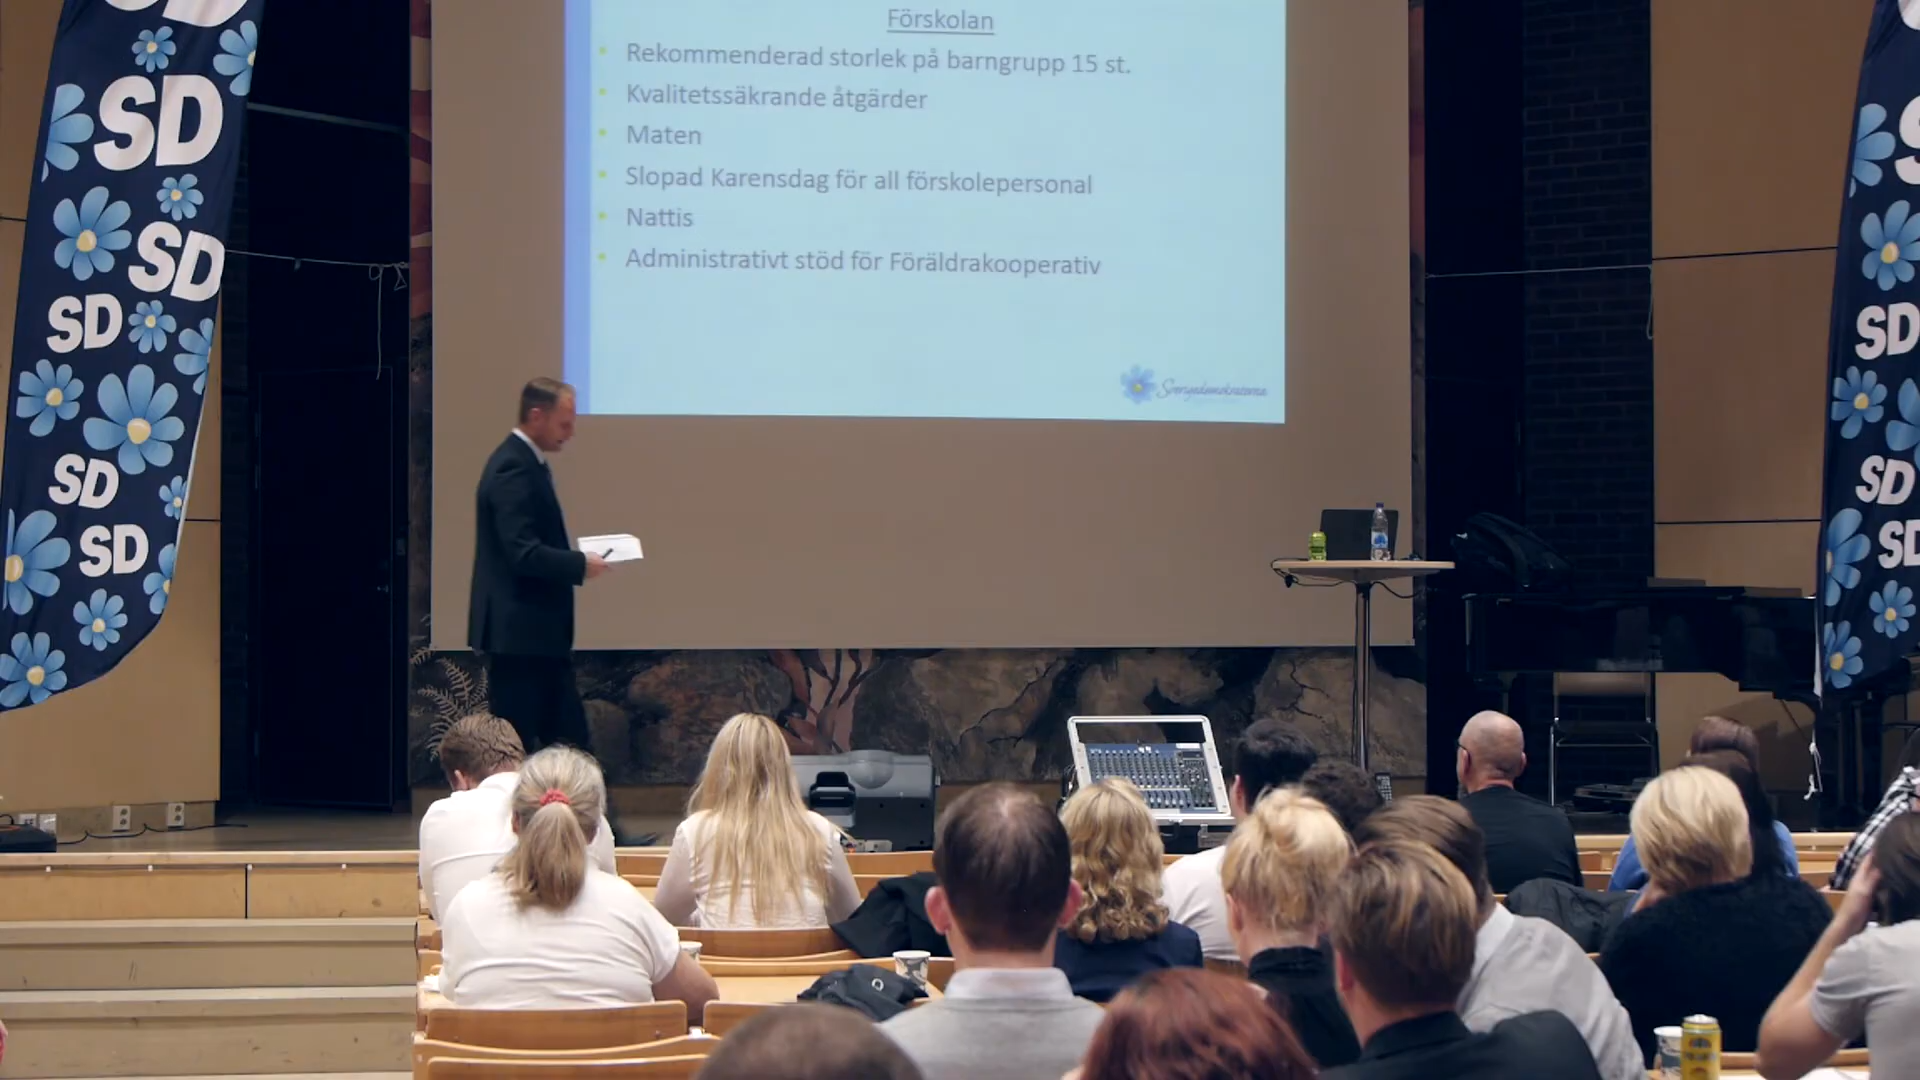 Förskolan
Rekommenderad storlek på barngrupp 15 st.
Kvalitetssäkrande åtgärder
Maten
Slopad Karensdag för all förskolepersonal
Nattis
Administrativt stöd för Föräldrakooperativ
Sverigedemokraterna
SD
SD
SD
SD
SD
SD
SD
SD
SD